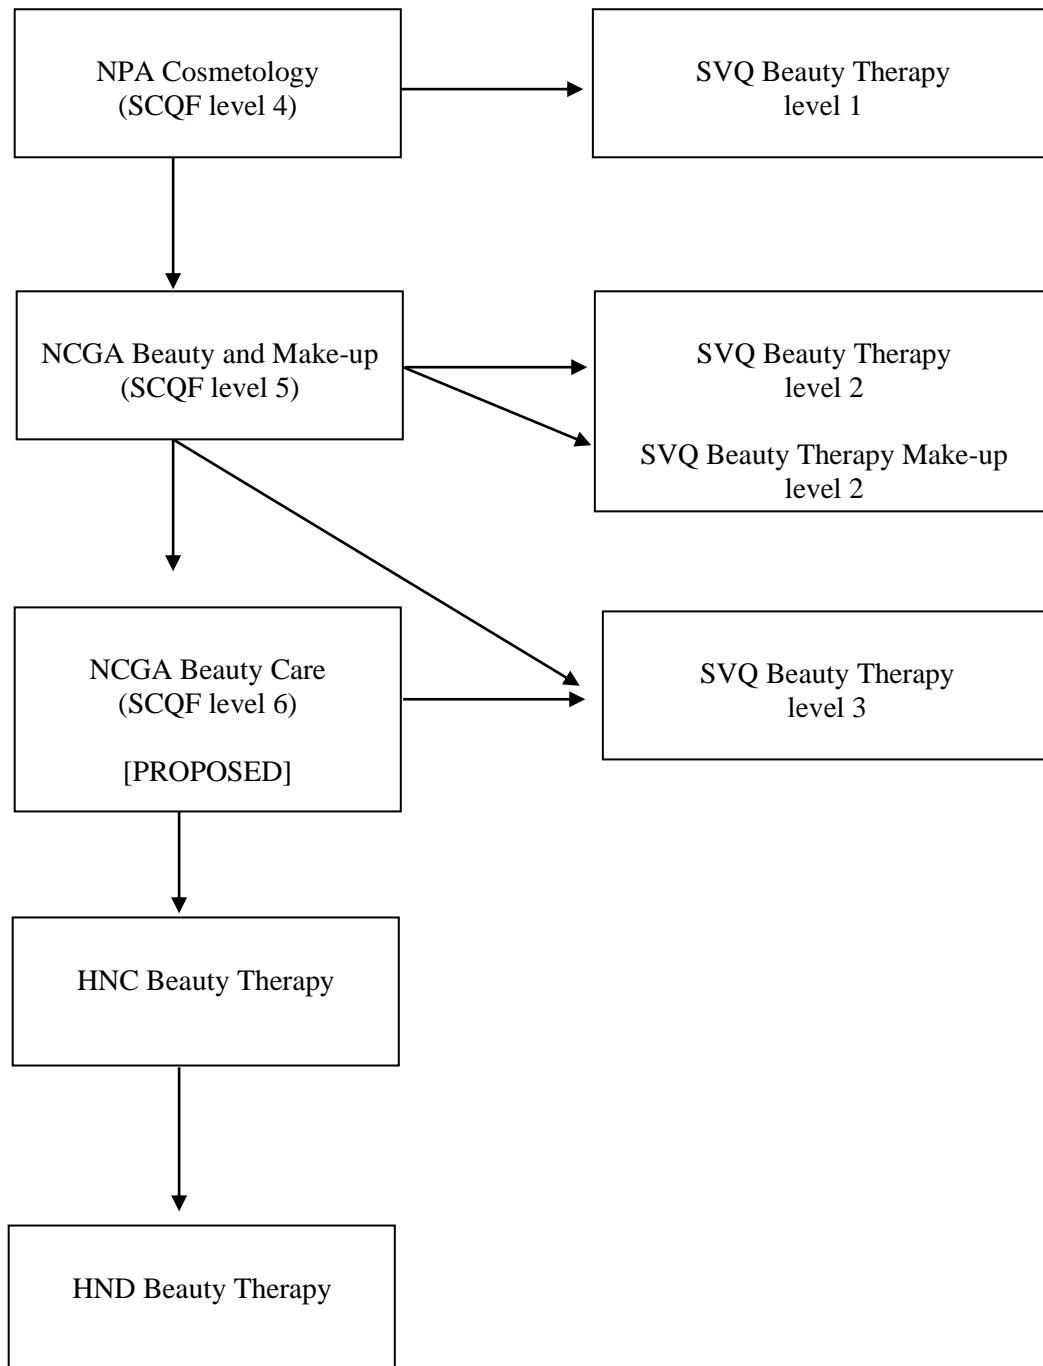 NPA Cosmetology
(SCQF level 4)
SVQ Beauty Therapy
level 1
NCGA Beauty and Make-up
(SCQF level 5)
SVQ Beauty Therapy
level 2
SVQ Beauty Therapy Make-up
level 2
NCGA Beauty Care
(SCQF level 6)
[PROPOSED]
SVQ Beauty Therapy
level 3
HNC Beauty Therapy
HND Beauty Therapy